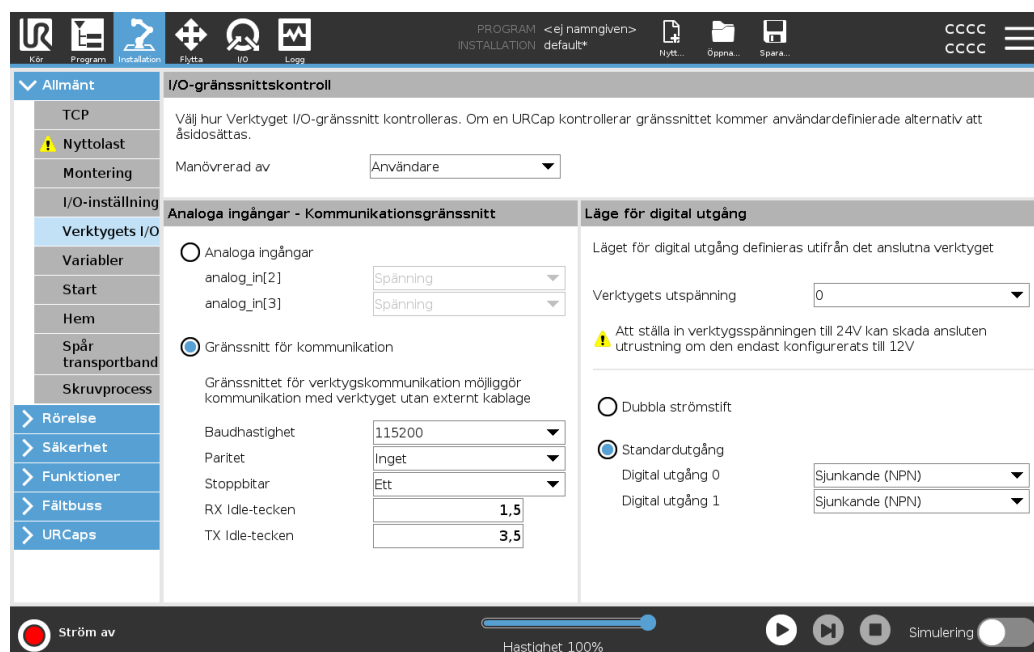 UR
Kör
Program
Installation
Flytta
I/O
Logg
PROGRAM <ej namngiven>
INSTALLATION default*
Nytt...
Öppna...
Spara...
cccc
cccc
Allmänt
TCP
Nyttolast
Montering
I/O-inställning
Verktygets I/O
Variabler
Start
Hem
Spår
transportband
Skruvprocess
Rörelse
Säkerhet
Funktioner
Fältbuss
URCaps
I/O-gränssnittskontroll
Välj hur Verktyget I/O-gränssnitt kontrolleras. Om en URCap kontrollerar gränssnittet kommer användardefinierade alternativ att
åsidosättas.
Manövrerad av Användare
Analoga ingångar - Kommunikationsgränssnitt
Analoga ingångar
analog_in[2] Spänning
analog_in[3] Spänning
Gränssnitt för kommunikation
Gränssnittet för verktygskommunikation möjliggör
kommunikation med verktyget utan externt kablage
Baudhastighet 115200
Paritet Inget
Stoppbitar Ett
RX Idle-tecken 1,5
TX Idle-tecken 3,5
Läge för digital utgång
Läget för digital utgång definieras utifrån det anslutna verktyget
Verktygets utspänning 0
Att ställa in verktygsspänningen till 24V kan skada ansluten
utrustning om den endast konfigurerats till 12V
Dubbla strömstift
Standardutgång
Digital utgång 0 Sjunkande (NPN)
Digital utgång 1 Sjunkande (NPN)
Ström av
Hastighet 100%
Simulering